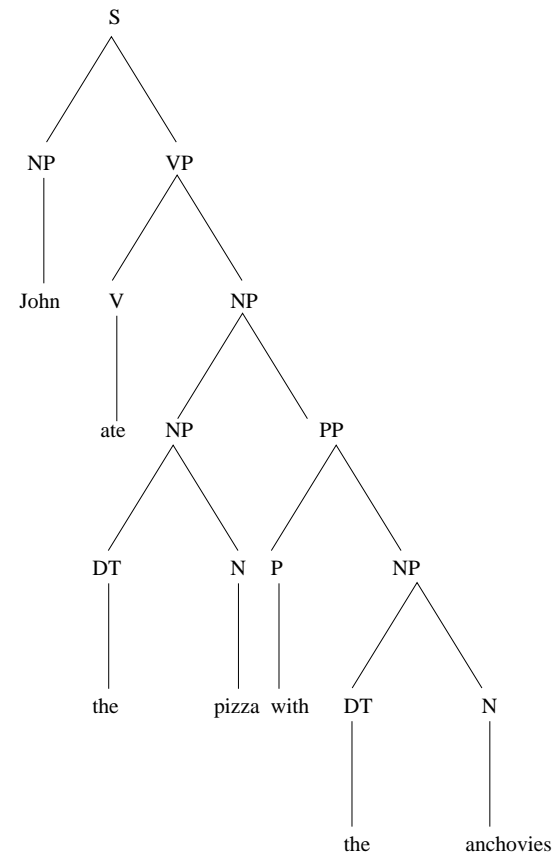 S
NP VP
John V NP
ate NP PP
DT N P NP
the pizza with DT N
the anchovies